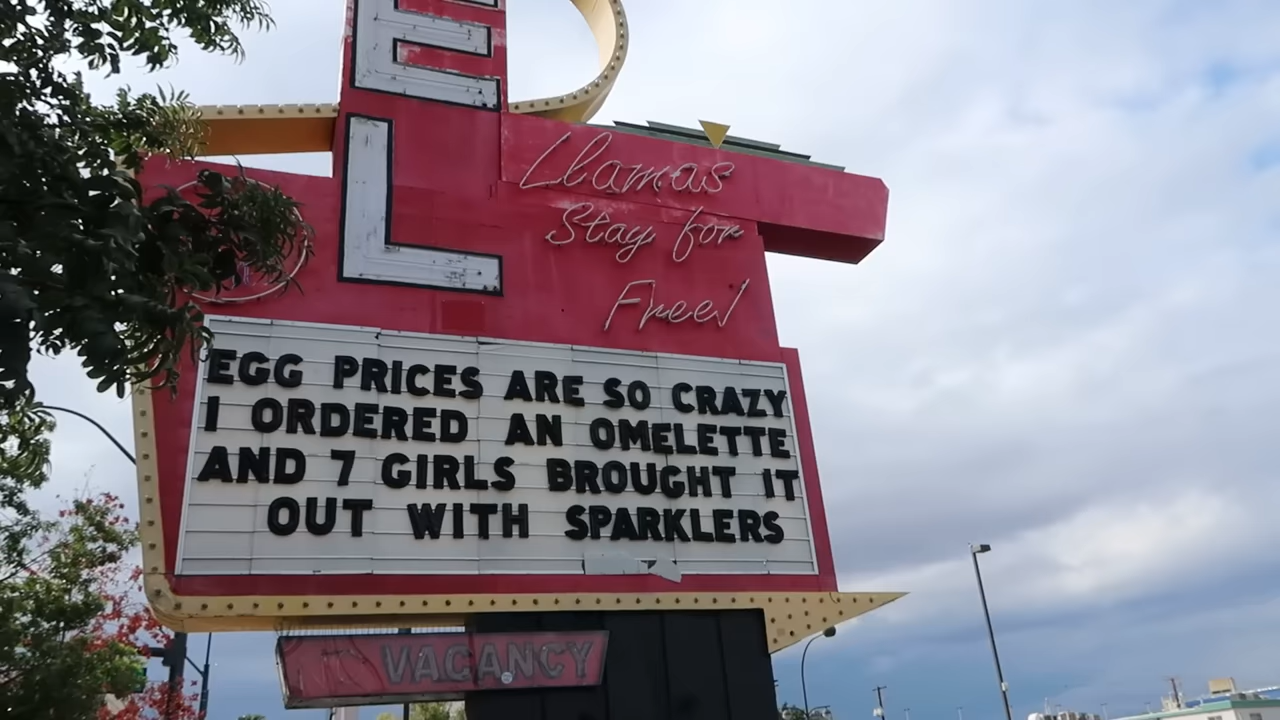 EL
Llamas
Stay for
Free!
EGG PRICES ARE SO CRAZY
I ORDERED AN OMELETTE
AND 7 GIRLS BROUGHT IT
OUT WITH SPARKLERS
VACANCY